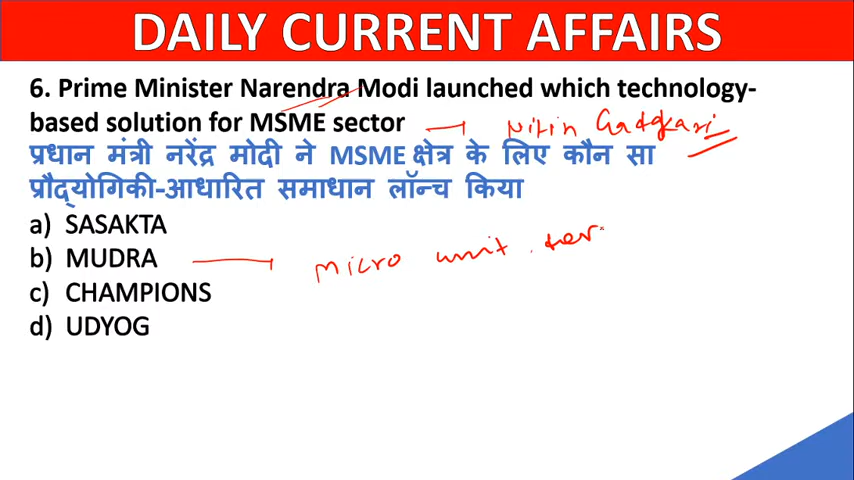 DAILY CURRENT AFFAIRS
6. Prime Minister Narendra Modi launched which technology-
based solution for MSME sector
Nitin Gadgkari
प्रधान मंत्री नरेंद्र मोदी ने MSME क्षेत्र के लिए कौन सा
प्रौद्योगिकी-आधारित समाधान लॉन्च किया
a) SASAKTA
b) MUDRA
micro unit
c) CHAMPIONS
d) UDYOG